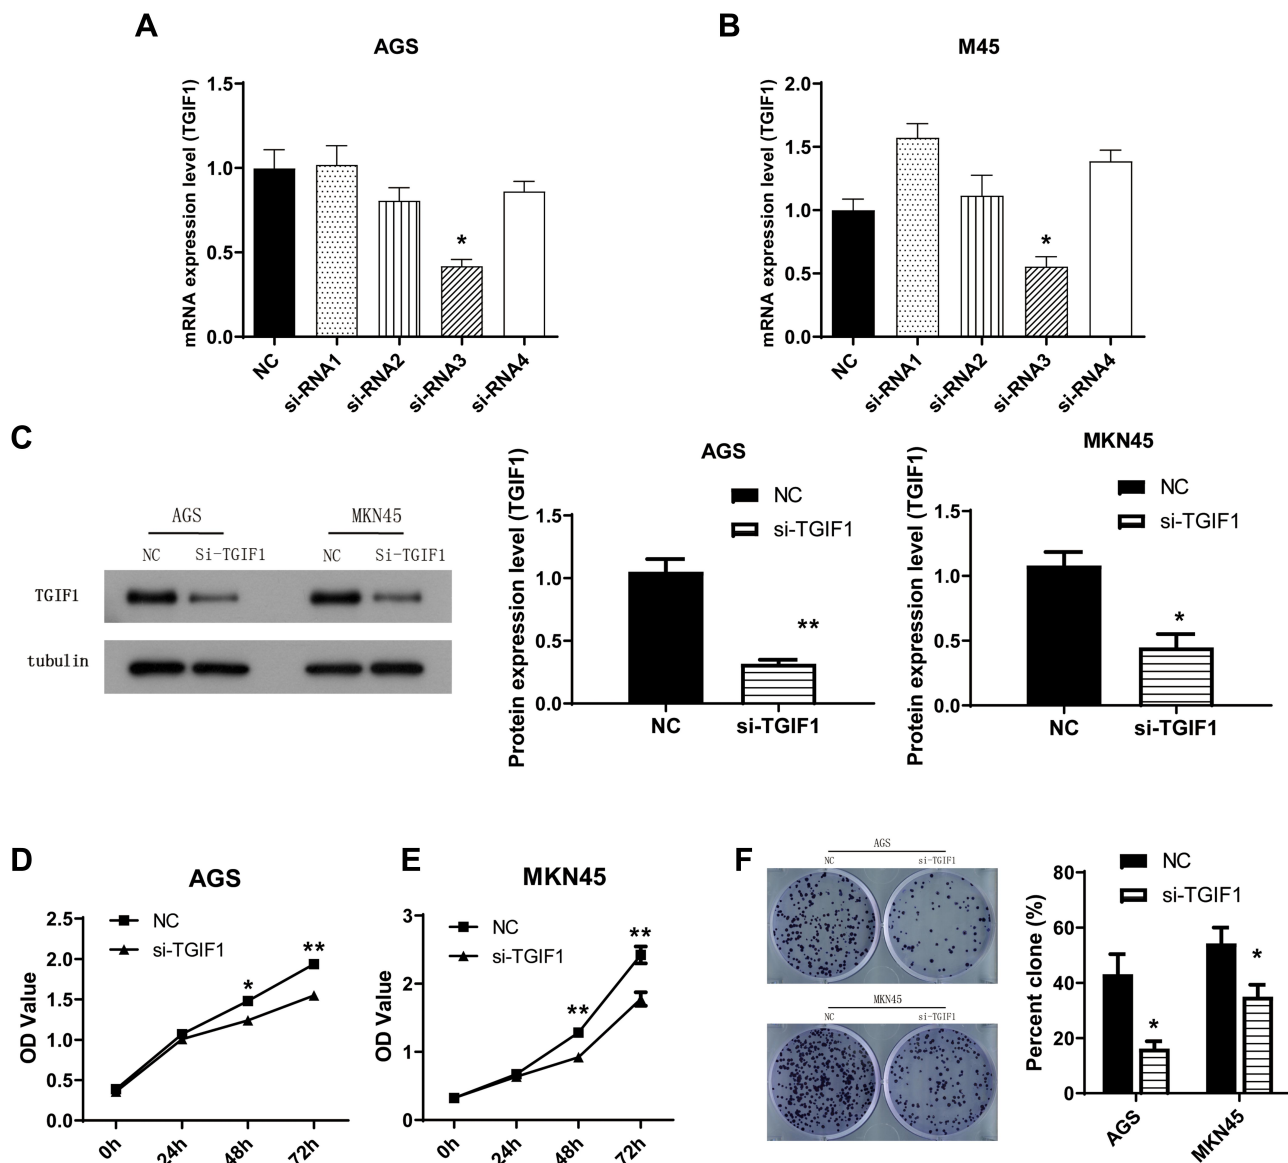 A
AGS
mRNA expression level (TGIF1)
1.5
1.0
0.5
0.0
*
NC
si-RNA1
si-RNA2
si-RNA3
si-RNA4
B
M45
mRNA expression level (TGIF1)
2.0
1.5
1.0
0.5
0.0
*
NC
si-RNA1
si-RNA2
si-RNA3
si-RNA4
C
AGS MKN45
NC Si-TGIF1 NC Si-TGIF1
TGIF1
tubulin
AGS
NC
si-TGIF1
Protein expression level (TGIF1)
1.5
1.0
0.5
0.0
**
NC si-TGIF1
MKN45
NC
si-TGIF1
Protein expression level (TGIF1)
1.5
1.0
0.5
0.0
*
NC si-TGIF1
D
AGS
NC
si-TGIF1
OD Value
2.5
2.0
1.5
1.0
0.5
0.0
* **
0h 24h 48h 72h
E
MKN45
NC
si-TGIF1
OD Value
3
2
1
0
** **
0h 24h 48h 72h
F
AGS
NC si-TGIF1
MKN45
NC si-TGIF1
NC
si-TGIF1
Percent clone (%)
80
60
40
20
0
* *
AGS MKN45